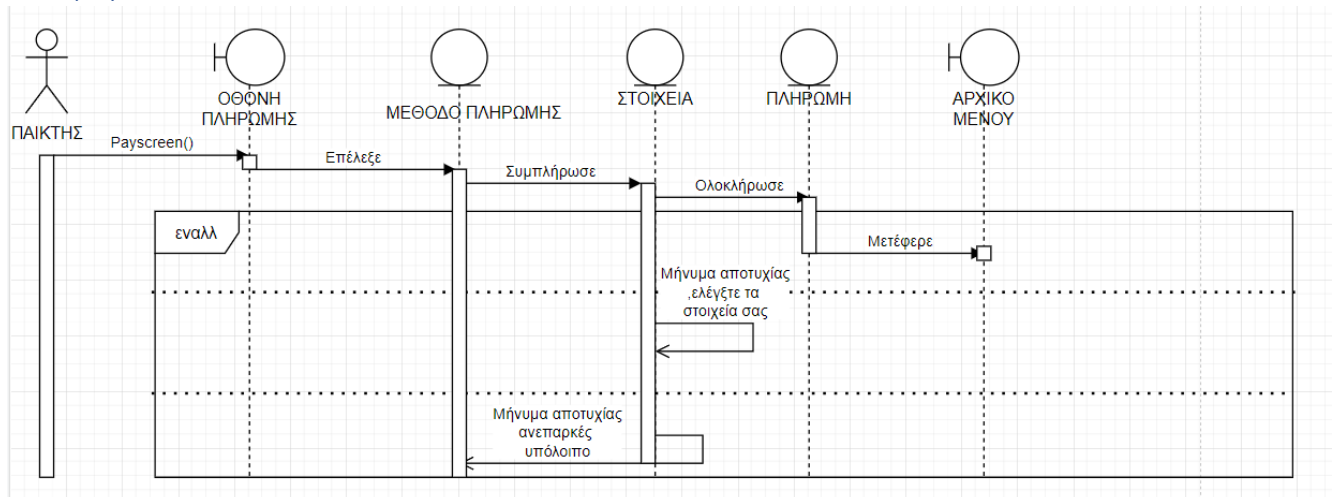 ΠΑΙΚΤΗΣ
ΟΘΟΝΗ
ΠΛΗΡΩΜΗΣ
ΜΕΘΟΔΟ ΠΛΗΡΩΜΗΣ
ΣΤΟΙΧΕΙΑ
ΠΛΗΡΩΜΗ
ΑΡΧΙΚΟ
ΜΕΝΟΥ
Payscreen()
Επέλεξε
Συμπλήρωσε
Ολοκλήρωσε
εναλλ
Μετέφερε
Μήνυμα αποτυχίας
,ελέγξτε τα
στοιχεία σας
Μήνυμα αποτυχίας
ανεπαρκές
υπόλοιπο